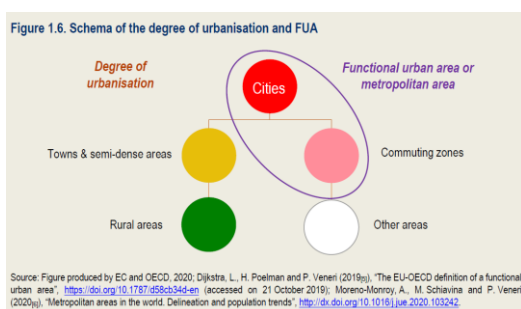 Figure 1.6. Schema of the degree of urbanisation and FUA
Degree of
urbanisation
Functional urban area or
metropolitan area
Cities
Towns & semi-dense areas
Commuting zones
Rural areas
Other areas
Source: Figure produced by EC and OECD, 2020; Dijkstra, L., H. Poelman and P. Veneri (2019[5]), “The EU-OECD definition of a functional
urban area”, https://doi.org/10.1787/d58cb34d-en (accessed on 21 October 2019); Moreno-Monroy, A., M. Schiavina and P. Veneri
(2020[6]), “Metropolitan areas in the world. Delineation and population trends”, http://dx.doi.org/10.1016/j.jue.2020.103242.